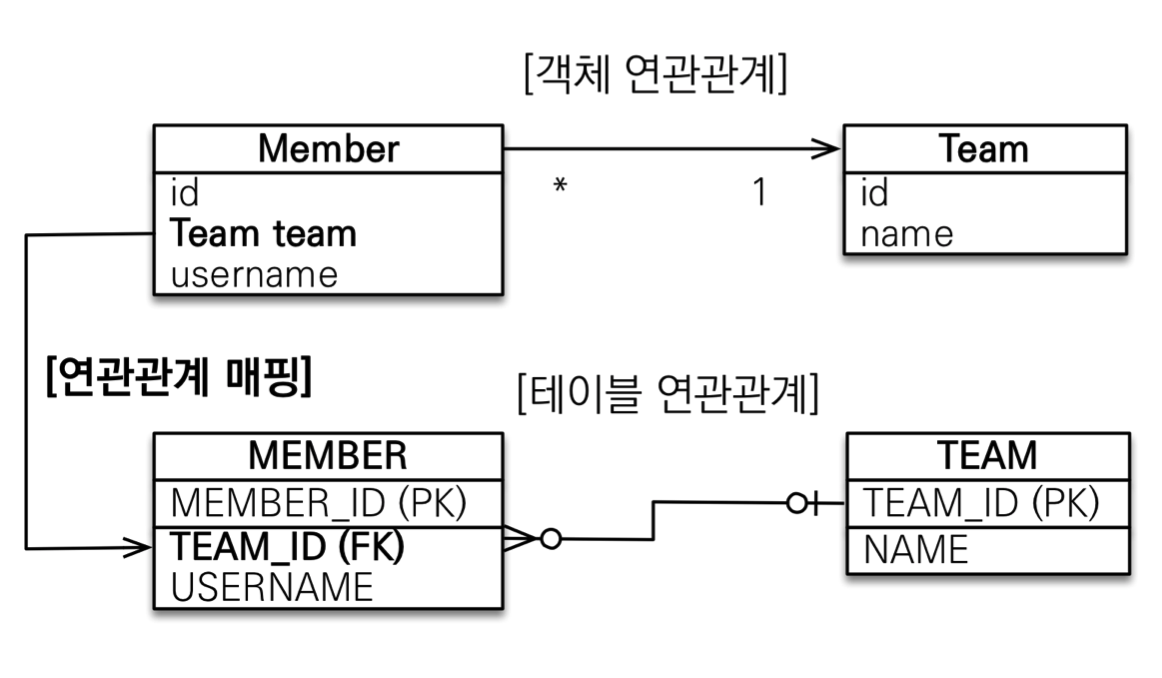 [객체 연관관계]
Member
id
Team team
username
* 1
Team
id
name
[연관관계 매핑]
[테이블 연관관계]
MEMBER
MEMBER_ID (PK)
TEAM_ID (FK)
USERNAME
TEAM
TEAM_ID (PK)
NAME